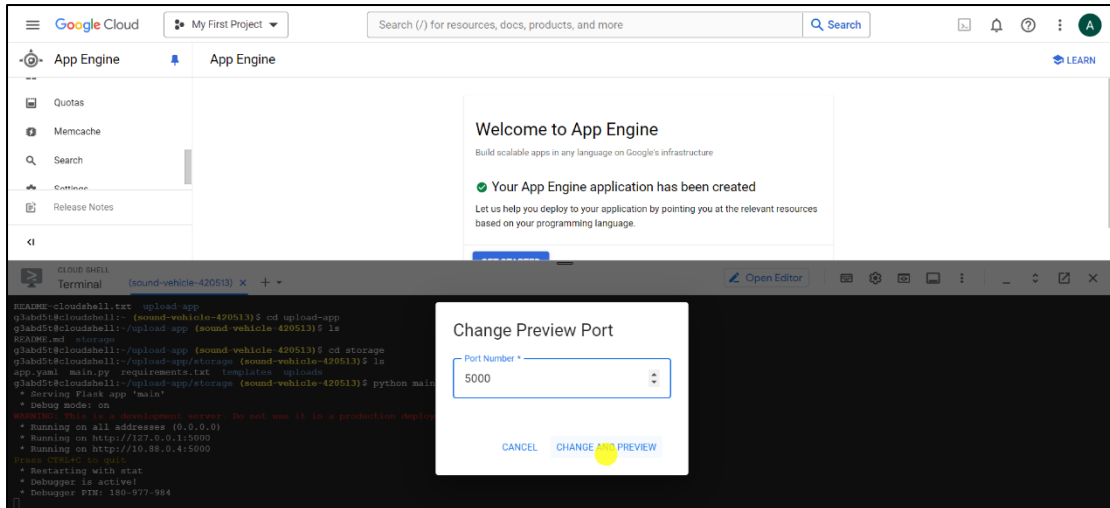 Google Cloud
My First Project
Search (/) for resources, docs, products, and more
Search
A
App Engine
App Engine
LEARN
Quotas
Memcache
Search
Settings
Release Notes
Welcome to App Engine
Build scalable apps in any language on Google's infrastructure
Your App Engine application has been created
Let us help you deploy to your application by pointing you at the relevant resources
based on your programming language.
GET STARTED
CLOUD SHELL
Terminal
(sound-vehicle-420513)
Open Editor
README-cloudshell.txt upload-app
g3abd5t@cloudshell:~ (sound-vehicle-420513)$ cd upload-app
g3abd5t@cloudshell:~/upload-app (sound-vehicle-420513)$ ls
README.md storage
g3abd5t@cloudshell:~/upload-app (sound-vehicle-420513)$ cd storage
g3abd5t@cloudshell:~/upload-app/storage (sound-vehicle-420513)$ ls
app.yaml main.py requirements.txt templates uploads
g3abd5t@cloudshell:~/upload-app/storage (sound-vehicle-420513)$ python main
* Serving Flask app 'main'
* Debug mode: on
WARNING: This is a development server. Do not use it in a production deploy
* Running on all addresses (0.0.0.0)
* Running on http://127.0.0.1:5000
* Running on http://10.88.0.4:5000
Press CTRL+C to quit
* Restarting with stat
* Debugger is active!
* Debugger PIN: 180-977-984
Change Preview Port
Port Number *
5000
CANCEL
CHANGE AND PREVIEW